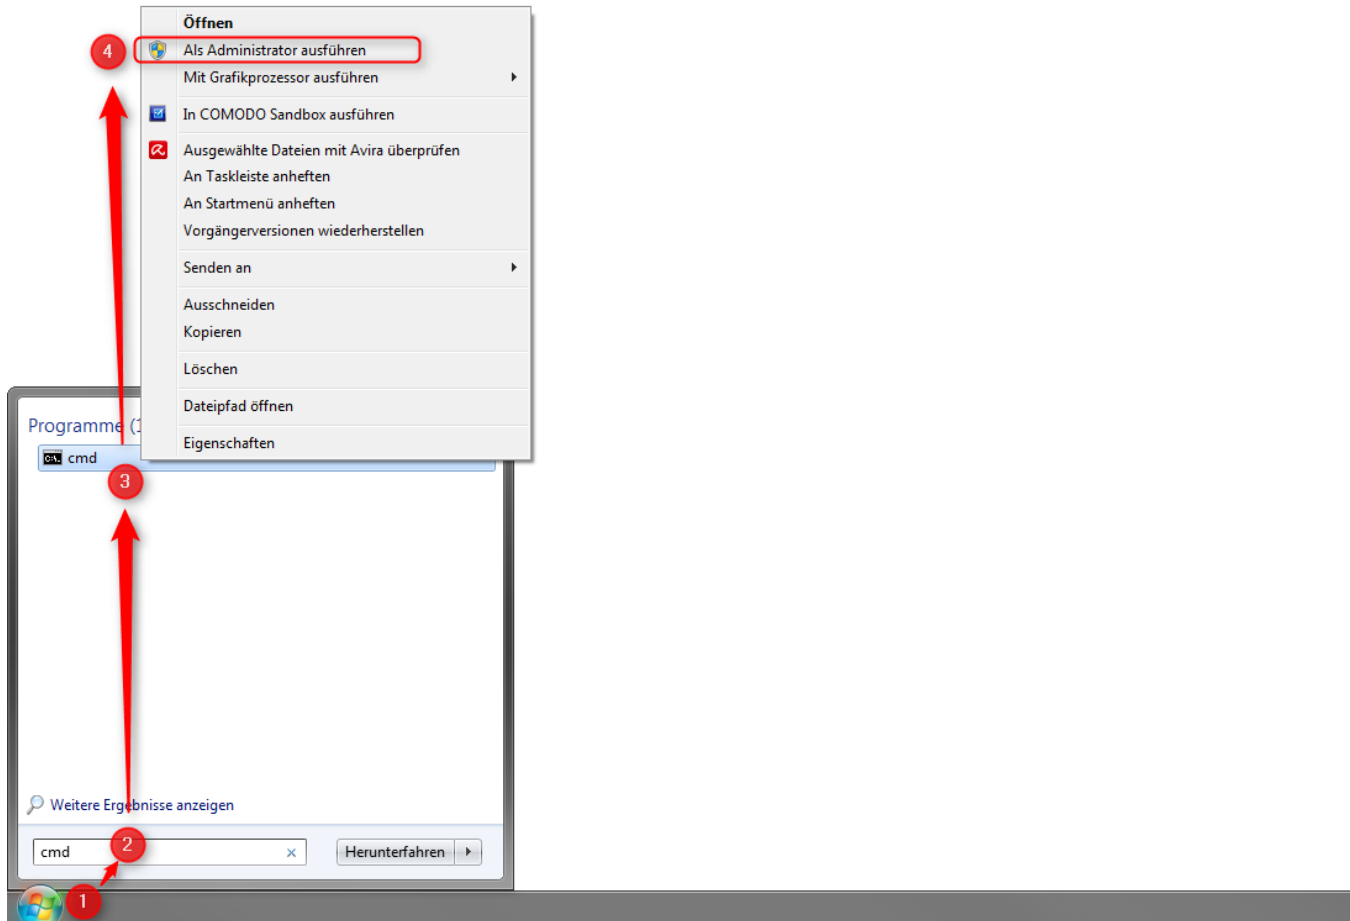 Öffnen
4
Als Administrator ausführen
Mit Grafikprozessor ausführen
In COMODO Sandbox ausführen
Ausgewählte Dateien mit Avira überprüfen
An Taskleiste anheften
An Startmenü anheften
Vorgängerversionen wiederherstellen
Senden an
Ausschneiden
Kopieren
Löschen
Dateipfad öffnen
Eigenschaften
Programme (1
C:\. cmd
3
Weitere Ergebnisse anzeigen
cmd
2
Herunterfahren
1